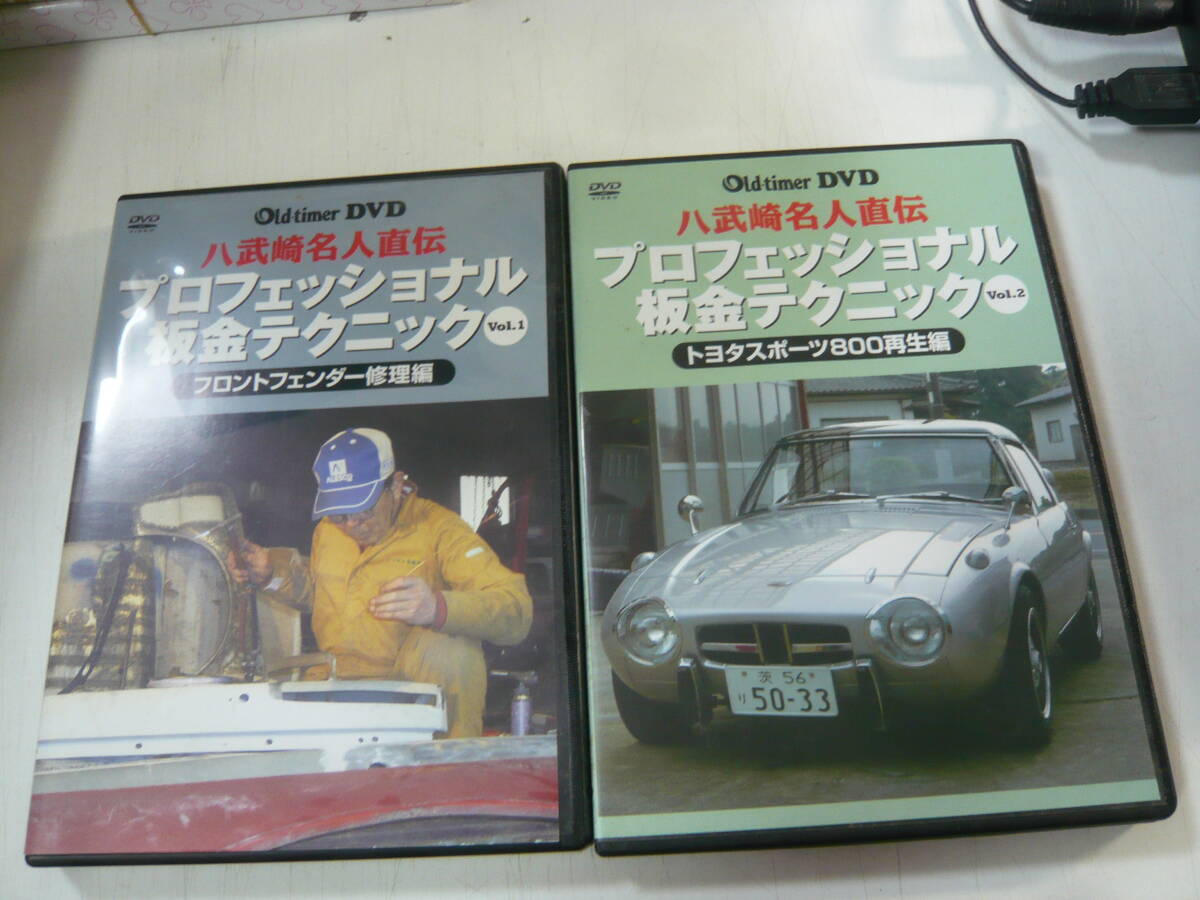 DVD
VIDEO
Old-timer DVD
八武崎名人直伝
プロフェッショナル
板金テクニック Vol.1
フロントフェンダー修理編
DVD
VIDEO
Old-timer DVD
八武崎名人直伝
プロフェッショナル
板金テクニック Vol.2
トヨタスポーツ800再生編
茨 56
り 50-33